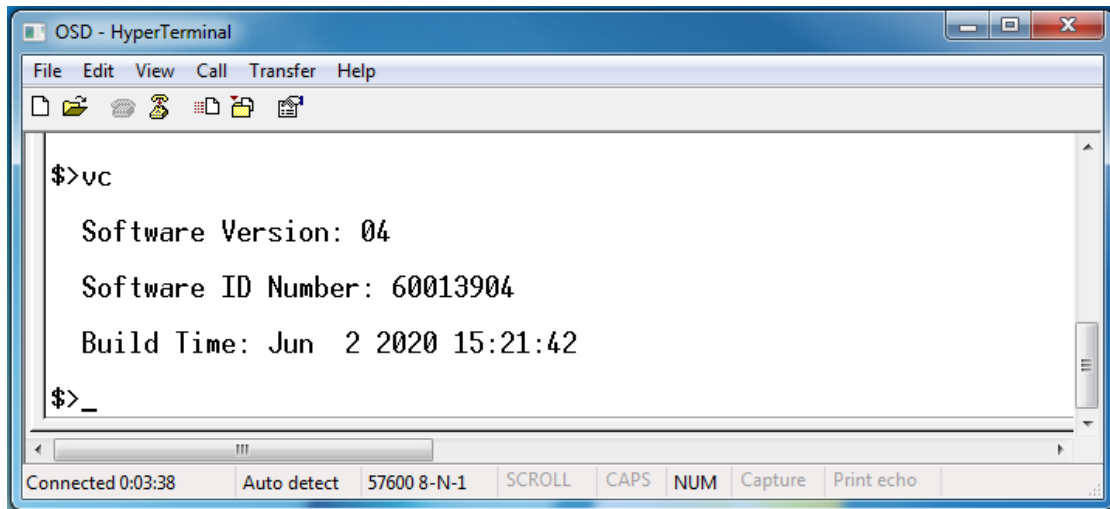 OSD - HyperTerminal
File Edit View Call Transfer Help
$>vc
Software Version: 04
Software ID Number: 60013904
Build Time: Jun  2 2020 15:21:42
$>_
Connected 0:03:38 Auto detect 57600 8-N-1 SCROLL CAPS NUM Capture Print echo